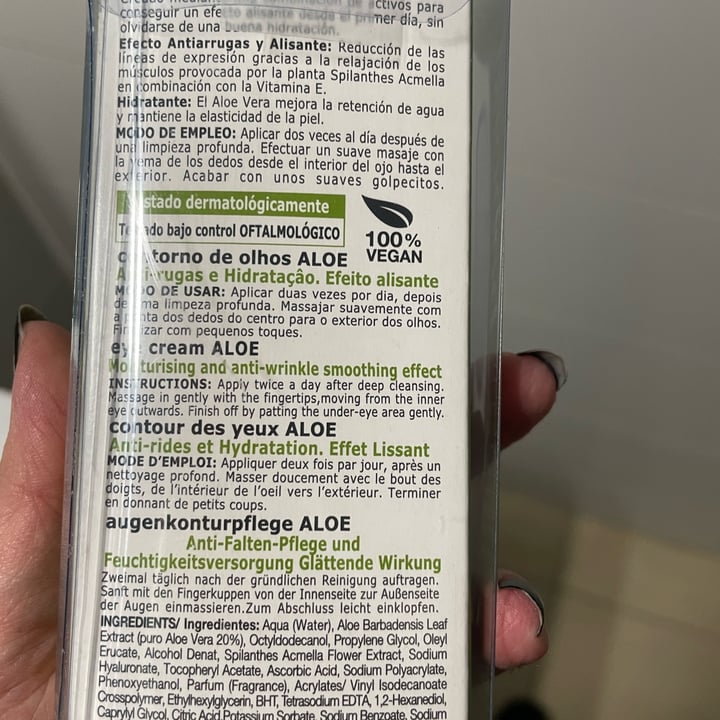 conseguir un efecto alisante desde el primer día, sin
olvidarse de una buena hidratación.
Efecto Antiarrugas y Alisante: Reducción de las
líneas de expresión gracias a la relajación de los
músculos provocada por la planta Spilanthes Acmella
en combinación con la Vitamina E.
Hidratante: El Aloe Vera mejora la retención de agua
y mantiene la elasticidad de la piel.
MODO DE EMPLEO: Aplicar dos veces al día después de
una limpieza profunda. Efectuar un suave masaje con
la yema de los dedos desde el interior del ojo hasta el
exterior. Acabar con unos suaves golpecitos.
Testado dermatológicamente
Testado bajo control OFTALMOLÓGICO
100%
VEGAN
contorno de olhos ALOE
Anti-rugas e Hidratação. Efeito alisante
MODO DE USAR: Aplicar duas vezes por dia, depois
de uma limpeza profunda. Massajar suavemente com
a ponta dos dedos do centro para o exterior dos olhos.
Finalizar com pequenos toques.
eye cream ALOE
Moisturising and anti-wrinkle smoothing effect
INSTRUCTIONS: Apply twice a day after deep cleansing.
Massage in gently with the fingertips,moving from the inner
eye outwards. Finish off by patting the under-eye area gently.
contour des yeux ALOE
Anti-rides et Hydratation. Effet Lissant
MODE D'EMPLOI: Appliquer deux fois par jour, après un
nettoyage profond. Masser doucement avec le bout des
doigts, de l'intérieur de l'oeil vers l'extérieur. Terminer
en donnant de petits coups.
augenkonturpflege ALOE
Anti-Falten-Pflege und
Feuchtigkeitsversorgung Glättende Wirkung
Zweimal täglich nach der gründlichen Reinigung auftragen.
Sanft mit den Fingerkuppen von der Innenseite zur Außenseite
der Augen einmassieren.Zum Abschluss leicht einklopfen.
INGREDIENTS/ Ingredientes: Aqua (Water), Aloe Barbadensis Leaf
Extract (puro Aloe Vera 20%), Octyldodecanol, Propylene Glycol, Oleyl
Erucate, Alcohol Denat, Spilanthes Acmella Flower Extract, Sodium
Hyaluronate, Tocopheryl Acetate, Ascorbic Acid, Sodium Polyacrylate,
Phenoxyethanol, Parfum (Fragrance), Acrylates/ Vinyl Isodecanoate
Crosspolymer, Ethylhexylglycerin, BHT, Tetrasodium EDTA, 1,2-Hexanediol,
Caprylyl Glycol, Citric Acid,Potassium Sorbate, Sodium Benzoate, Sodium